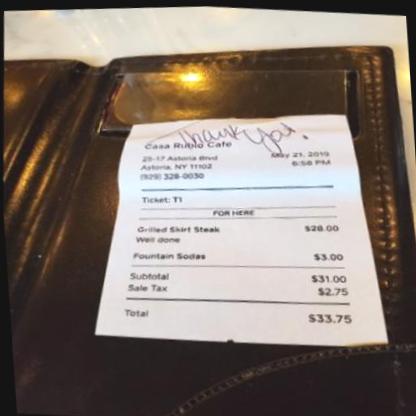 Thank You!
Casa Rubio Cafe
25-17 Astoria Blvd May 21, 2019
Astoria, NY 11102 6:58 PM
(929) 328-0030
Ticket: T1
FOR HERE
Grilled Skirt Steak $28.00
Well done
Fountain Sodas $3.00
Subtotal $31.00
Sale Tax $2.75
Total $33.75